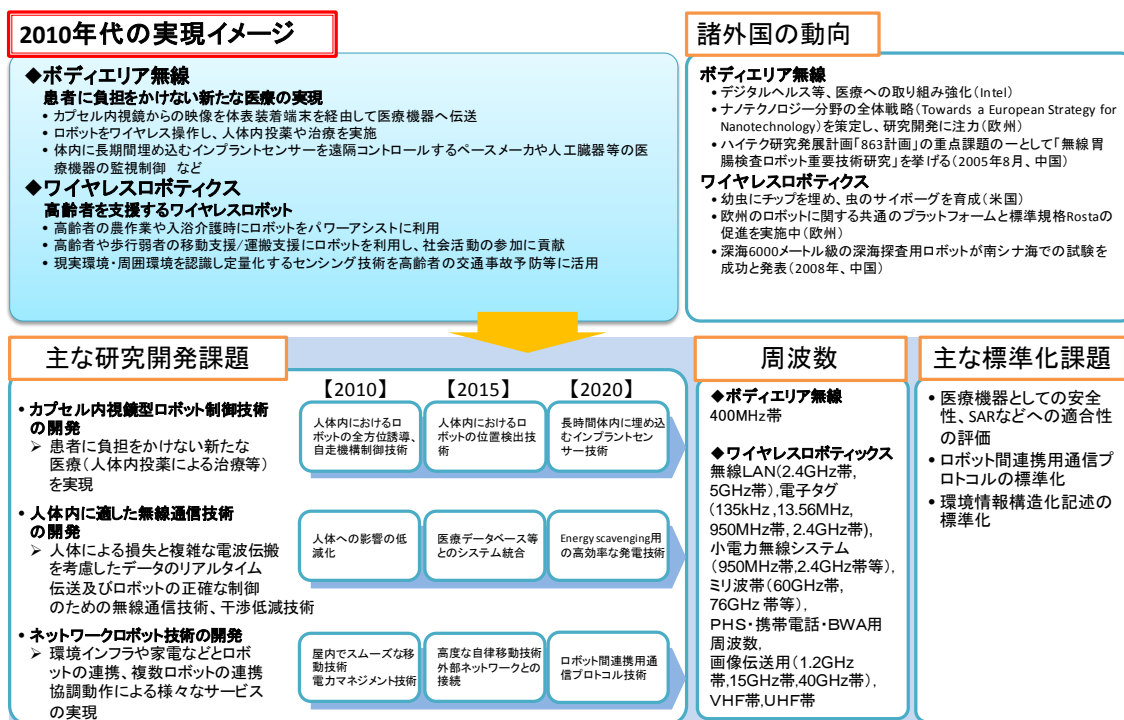 2010年代の実現イメージ
◆ボディエリア無線
患者に負担をかけない新たな医療の実現
• カプセル内視鏡からの映像を体表装着端末を経由して医療機器へ伝送
• ロボットをワイヤレス操作し、人体内投薬や治療を実施
• 体内に長期間埋め込むインプラントセンサーを遠隔コントロールするペースメーカや人工臓器等の医
療機器の監視制御 など
◆ワイヤレスロボティクス
高齢者を支援するワイヤレスロボット
• 高齢者の農作業や入浴介護時にロボットをパワーアシストに利用
• 高齢者や歩行弱者の移動支援/運搬支援にロボットを利用し、社会活動の参加に貢献
• 現実環境・周囲環境を認識し定量化するセンシング技術を高齢者の交通事故予防等に活用
諸外国の動向
ボディエリア無線
• デジタルヘルス等、医療への取り組み強化(Intel)
• ナノテクノロジー分野の全体戦略(Towards a European Strategy for
Nanotechnology)を策定し、研究開発に注力(欧州)
• ハイテク研究発展計画「863計画」の重点課題の一として「無線胃
腸検査ロボット重要技術研究」を挙げる(2005年8月、中国)
ワイヤレスロボティクス
• 幼虫にチップを埋め、虫のサイボーグを育成(米国)
• 欧州のロボットに関する共通のプラットフォームと標準規格Rostaの
促進を実施中(欧州)
• 深海6000メートル級の深海探査用ロボットが南シナ海での試験を
成功と発表(2008年、中国)
主な研究開発課題
【2010】 【2015】 【2020】
• カプセル内視鏡型ロボット制御技術
の開発
➢ 患者に負担をかけない新たな
医療(人体内投薬による治療等)
を実現
人体内におけるロ
ボットの全方位誘導、
自走機構制御技術
人体内におけるロ
ボットの位置検出技
術
長時間体内に埋め込
むインプラントセン
サー技術
• 人体内に適した無線通信技術
の開発
➢ 人体による損失と複雑な電波伝搬
を考慮したデータのリアルタイム
伝送及びロボットの正確な制御
のための無線通信技術、干渉低減技術
人体への影響の低
減化
医療データベース等
とのシステム統合
Energy scavenging用
の高効率な発電技術
• ネットワークロボット技術の開発
➢ 環境インフラや家電などとロボ
ットの連携、複数ロボットの連携
協調動作による様々なサービス
の実現
屋内でスムーズな移
動技術
電力マネジメント技術
高度な自律移動技術
外部ネットワークとの
接続
ロボット間連携用通
信プロトコル技術
周波数
◆ボディエリア無線
400MHz帯
◆ワイヤレスロボティックス
無線LAN(2.4GHz帯,
5GHz帯),電子タグ
(135kHz ,13.56MHz,
950MHz帯, 2.4GHz帯),
小電力無線システム
(950MHz帯,2.4GHz帯等),
ミリ波帯(60GHz帯,
76GHz 帯等),
PHS・携帯電話・BWA用
周波数,
画像伝送用(1.2GHz
帯,15GHz帯,40GHz帯),
VHF帯,UHF帯
主な標準化課題
• 医療機器としての安全
性、SARなどへの適合性
の評価
• ロボット間連携用通信プ
ロトコルの標準化
• 環境情報構造化記述の
標準化